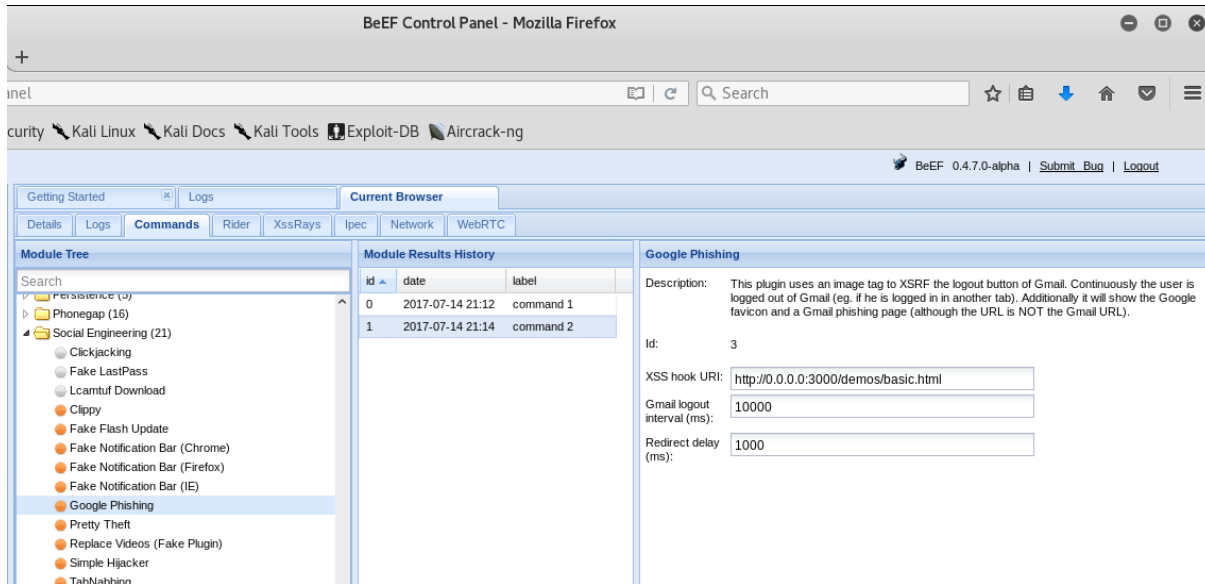 BeEF Control Panel - Mozilla Firefox
+
anel
Search
curity Kali Linux Kali Docs Kali Tools Exploit-DB Aircrack-ng
BeEF 0.4.7.0-alpha | Submit Bug | Logout
Getting Started Logs Current Browser
Details Logs Commands Rider XssRays Ipec Network WebRTC
Module Tree
Search
Persistence (5)
Phonegap (16)
Social Engineering (21)
Clickjacking
Fake LastPass
Lcamtuf Download
Clippy
Fake Flash Update
Fake Notification Bar (Chrome)
Fake Notification Bar (Firefox)
Fake Notification Bar (IE)
Google Phishing
Pretty Theft
Replace Videos (Fake Plugin)
Simple Hijacker
TabNabbing
Module Results History
id date label
0 2017-07-14 21:12 command 1
1 2017-07-14 21:14 command 2
Google Phishing
Description: This plugin uses an image tag to XSRF the logout button of Gmail. Continuously the user is
logged out of Gmail (eg. if he is logged in in another tab). Additionally it will show the Google
favicon and a Gmail phishing page (although the URL is NOT the Gmail URL).
Id: 3
XSS hook URI: http://0.0.0.0:3000/demos/basic.html
Gmail logout
interval (ms): 10000
Redirect delay
(ms): 1000